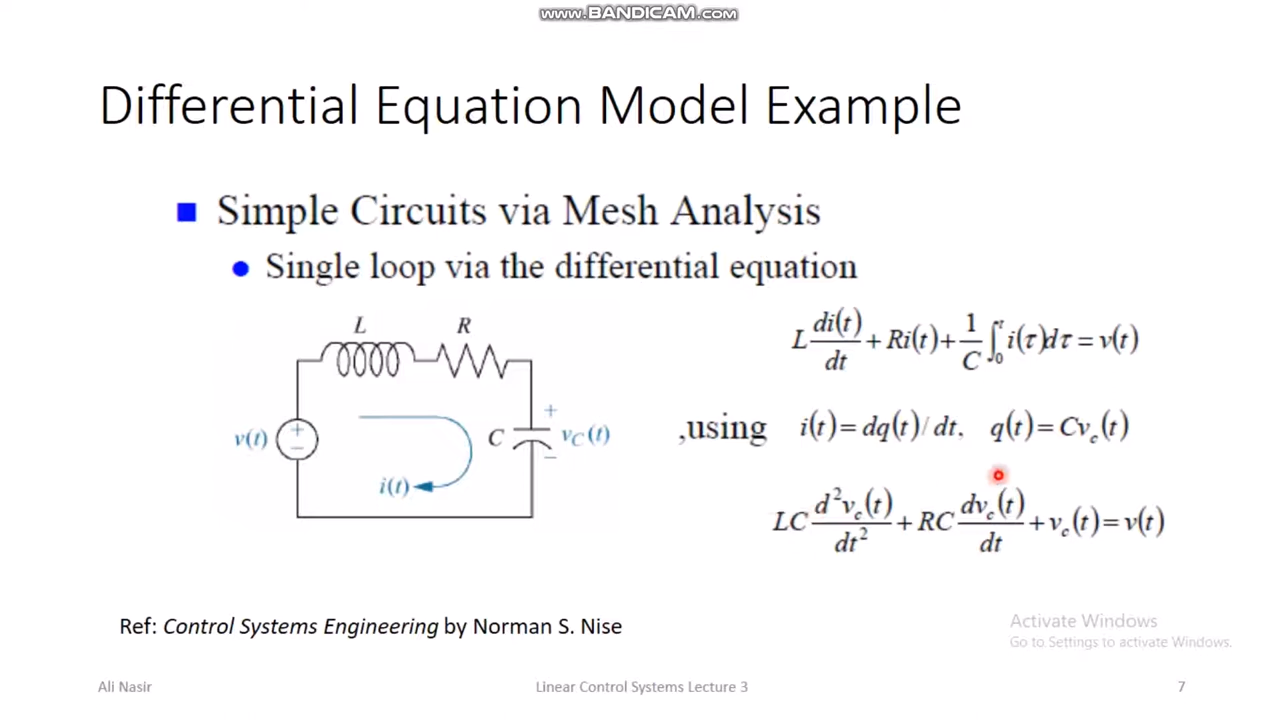 www.BANDICAM.com
Differential Equation Model Example
Simple Circuits via Mesh Analysis
Single loop via the differential equation
L R
v(t) + − i(t) C + v_C(t) −
L di(t)/dt + Ri(t) + 1/C ∫₀ᵗ i(τ)dτ = v(t)
,using i(t) = dq(t)/dt, q(t) = Cv_c(t)
LC d²v_c(t)/dt² + RC dv_c(t)/dt + v_c(t) = v(t)
Ref: Control Systems Engineering by Norman S. Nise
Activate Windows
Go to Settings to activate Windows.
Ali Nasir Linear Control Systems Lecture 3 7